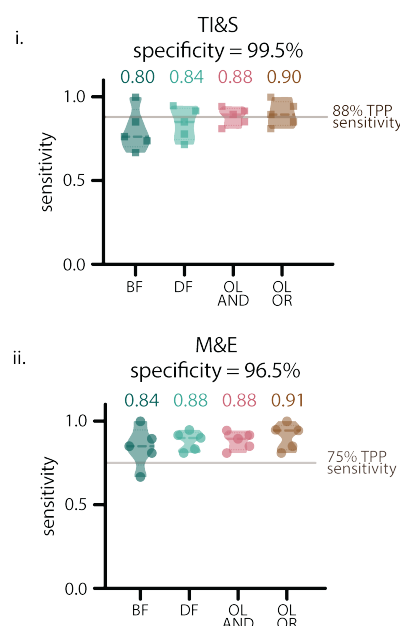 i.
TI&S
specificity = 99.5%
0.80 0.84 0.88 0.90
1.0
88% TPP
sensitivity
0.5
sensitivity
0.0
BF DF OL OL
AND OR
ii.
M&E
specificity = 96.5%
0.84 0.88 0.88 0.91
1.0
75% TPP
sensitivity
0.5
sensitivity
0.0
BF DF OL OL
AND OR